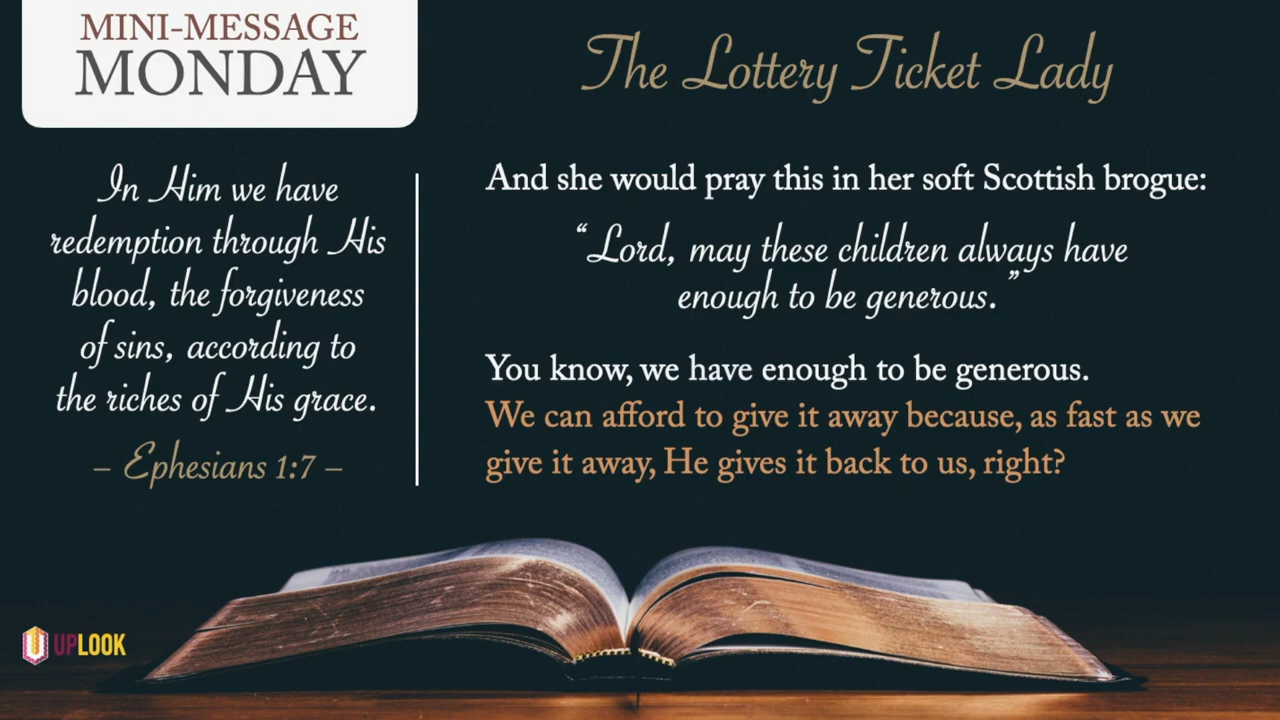 MINI-MESSAGE
MONDAY
The Lottery Ticket Lady
In Him we have
redemption through His
blood, the forgiveness
of sins, according to
the riches of His grace.
– Ephesians 1:7 –
And she would pray this in her soft Scottish brogue:
“Lord, may these children always have
enough to be generous.”
You know, we have enough to be generous.
We can afford to give it away because, as fast as we
give it away, He gives it back to us, right?
UPLOOK